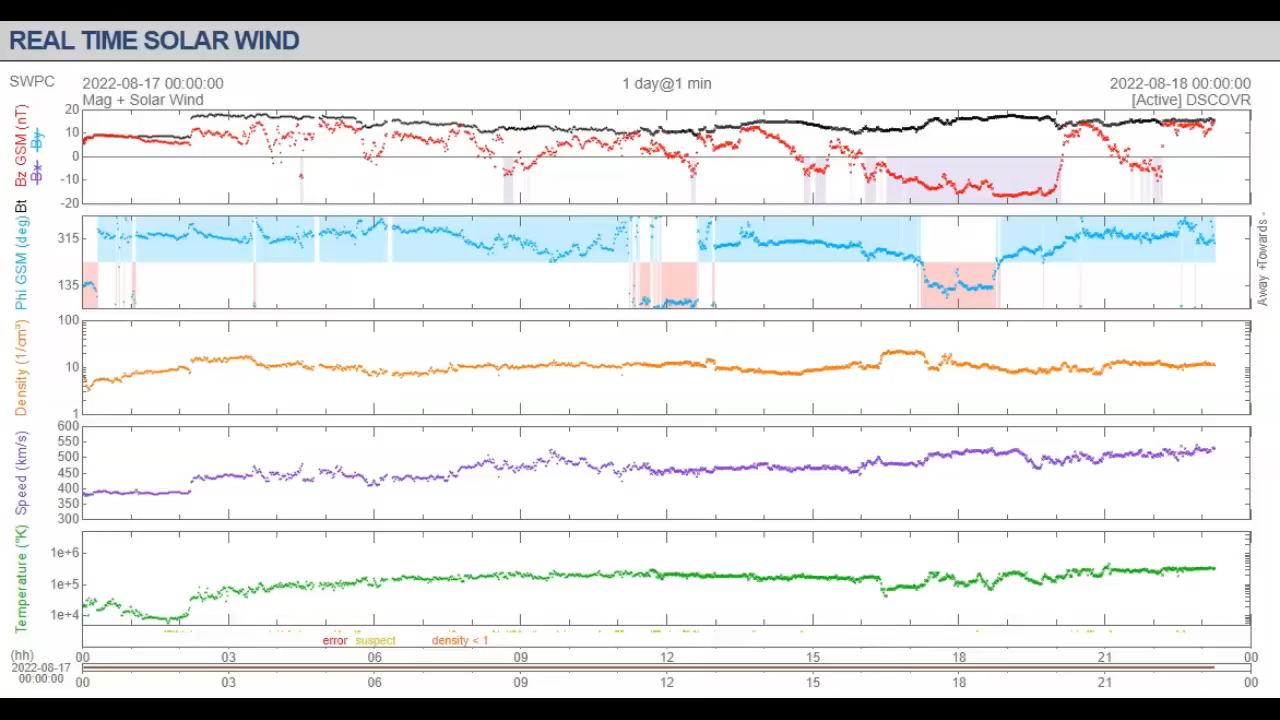 REAL TIME SOLAR WIND
SWPC
2022-08-17 00:00:00
1 day@1 min
2022-08-18 00:00:00
Mag + Solar Wind
[Active] DSCOVR
Bt Bz GSM (nT)
Bx By
20
10
0
-10
-20
Phi GSM (deg)
315
135
Away + Towards -
Density (1/cm³)
100
10
1
Speed (km/s)
600
550
500
450
400
350
300
Temperature (°K)
1e+6
1e+5
1e+4
error suspect density < 1
(hh)
00 03 06 09 12 15 18 21 00
2022-08-17
00:00:00
00 03 06 09 12 15 18 21 00